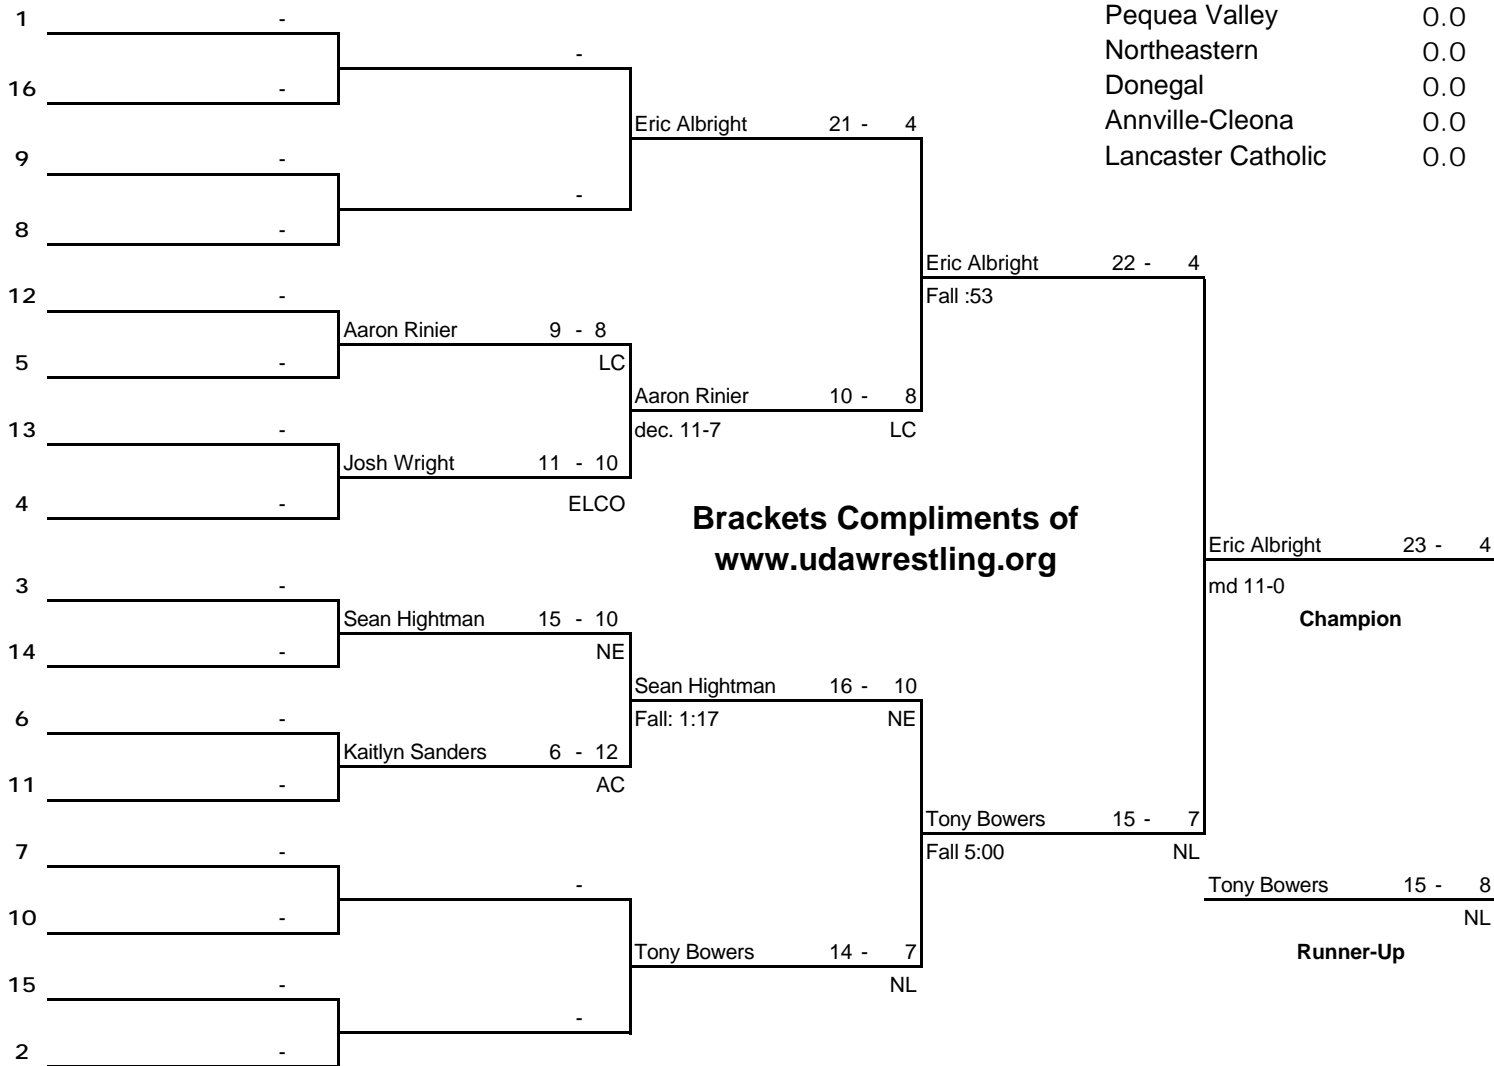 Pequea Valley 0.0
1 -
Northeastern 0.0
-
16 -
Donegal 0.0
Eric Albright 21 - 4
Annville-Cleona 0.0
9 -
Lancaster Catholic 0.0
-
8 -
Eric Albright 22 - 4
12 -
Fall :53
Aaron Rinier 9 - 8
5 -
LC
Aaron Rinier 10 - 8
13 -
dec. 11-7 LC
Josh Wright 11 - 10
4 -
ELCO
Brackets Compliments of
www.udawrestling.org
Eric Albright 23 - 4
3 -
md 11-0
Sean Hightman 15 - 10
Champion
14 -
NE
Sean Hightman 16 - 10
6 -
Fall: 1:17 NE
Kaitlyn Sanders 6 - 12
11 -
AC
Tony Bowers 15 - 7
7 -
Fall 5:00 NL
-
Tony Bowers 15 - 8
10 -
NL
Tony Bowers 14 - 7
Runner-Up
15 -
NL
-
2 -